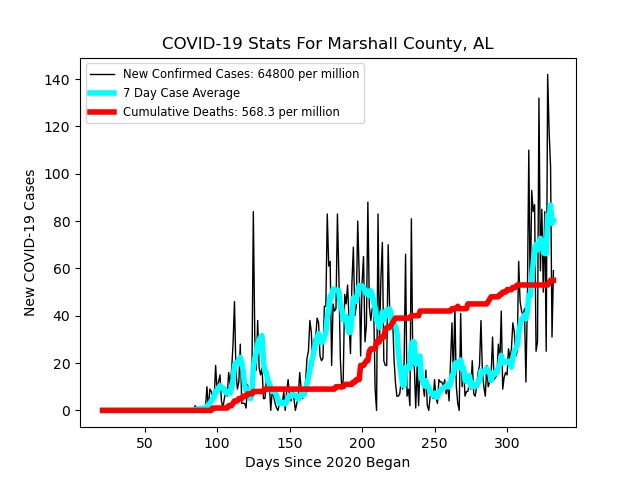 COVID-19 Stats For Marshall County, AL
New Confirmed Cases: 64800 per million
7 Day Case Average
Cumulative Deaths: 568.3 per million
New COVID-19 Cases
140
120
100
80
60
40
20
0
50 100 150 200 250 300
Days Since 2020 Began